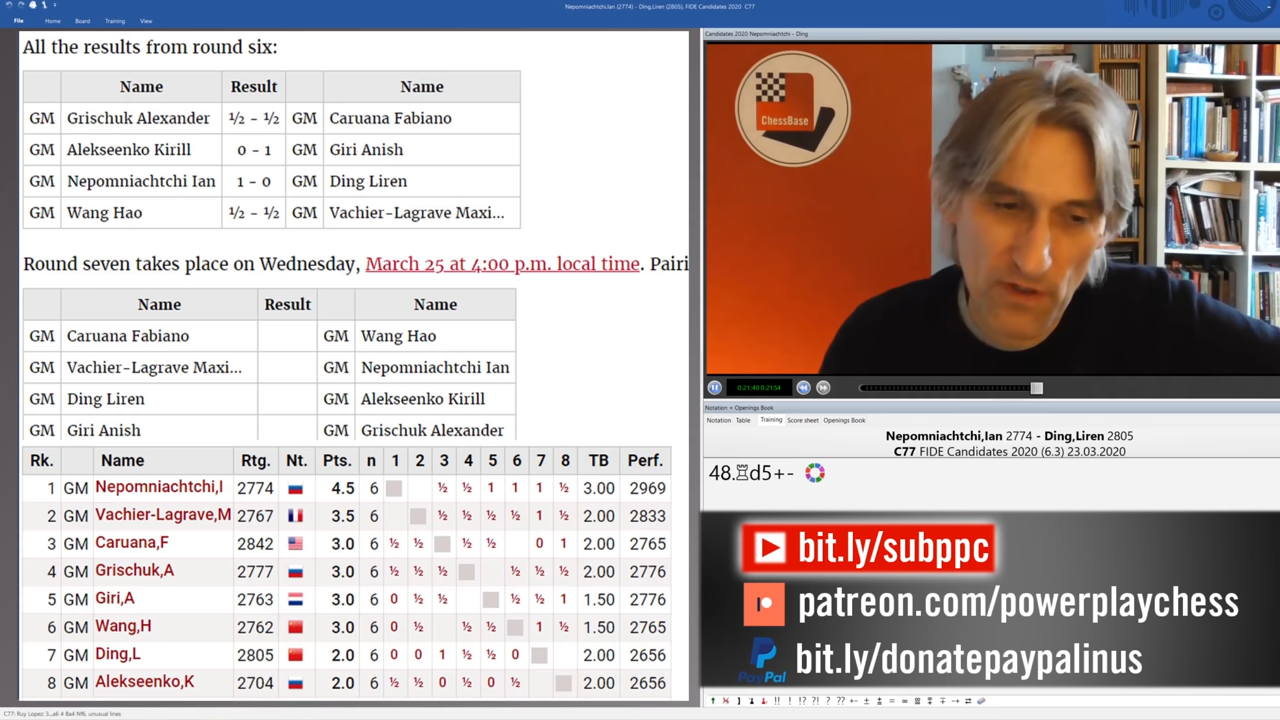 Nepomniachtchi,Ian (2774) - Ding,Liren (2805), FIDE Candidates 2020 C77
File Home Board Training View
All the results from round six:
Name Result Name
GM Grischuk Alexander ½ - ½ GM Caruana Fabiano
GM Alekseenko Kirill 0 - 1 GM Giri Anish
GM Nepomniachtchi Ian 1 - 0 GM Ding Liren
GM Wang Hao ½ - ½ GM Vachier-Lagrave Maxi...
Round seven takes place on Wednesday, March 25 at 4:00 p.m. local time. Pairi
Name Result Name
GM Caruana Fabiano GM Wang Hao
GM Vachier-Lagrave Maxi... GM Nepomniachtchi Ian
GM Ding Liren GM Alekseenko Kirill
GM Giri Anish GM Grischuk Alexander
Rk. Name Rtg. Nt. Pts. n 1 2 3 4 5 6 7 8 TB Perf.
1 GM Nepomniachtchi,I 2774 4.5 6 ½ ½ 1 1 1 ½ 3.00 2969
2 GM Vachier-Lagrave,M 2767 3.5 6 ½ ½ ½ ½ 1 ½ 2.00 2833
3 GM Caruana,F 2842 3.0 6 ½ ½ ½ ½ 0 1 2.00 2765
4 GM Grischuk,A 2777 3.0 6 ½ ½ ½ ½ ½ ½ 2.00 2776
5 GM Giri,A 2763 3.0 6 0 ½ ½ ½ ½ 1 1.50 2776
6 GM Wang,H 2762 3.0 6 0 ½ ½ ½ 1 ½ 1.50 2765
7 GM Ding,L 2805 2.0 6 0 0 1 ½ ½ 0 2.00 2656
8 GM Alekseenko,K 2704 2.0 6 ½ ½ 0 ½ 0 ½ 2.00 2656
C77: Ruy Lopez: 3...a6 4 Ba4 Nf6, unusual lines
Candidates 2020 Nepomniachtchi - Ding
ChessBase
0:21:40 0:21:54
Notation + Openings Book
Notation Table Training Score sheet Openings Book
Nepomniachtchi,Ian 2774 - Ding,Liren 2805
C77 FIDE Candidates 2020 (6.3) 23.03.2020
48.♖d5+-
bit.ly/subppc
patreon.com/powerplaychess
PayPal bit.ly/donatepaypalinus
!! !? ?! ? ??